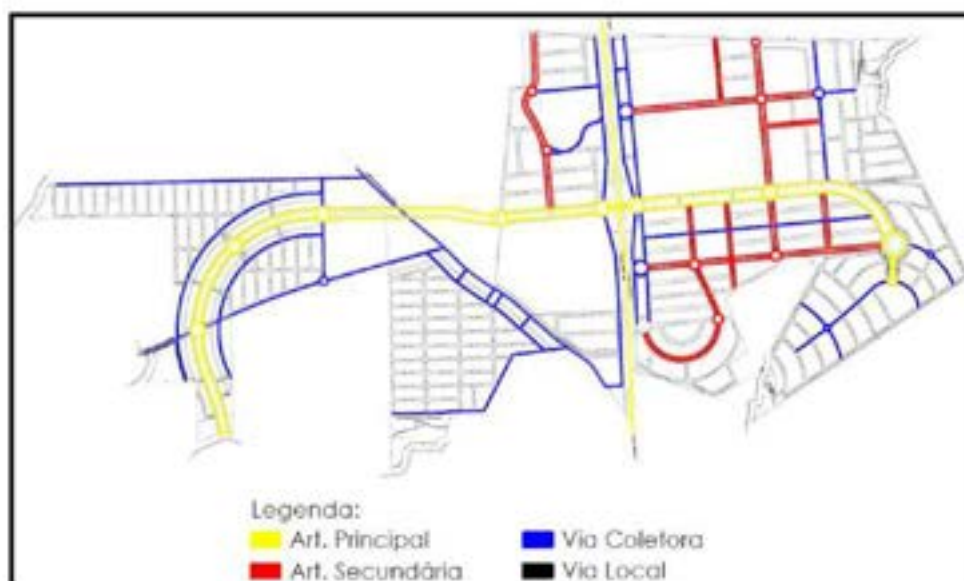 Legenda:
Art. Principal
Via Coletora
Art. Secundária
Via Local